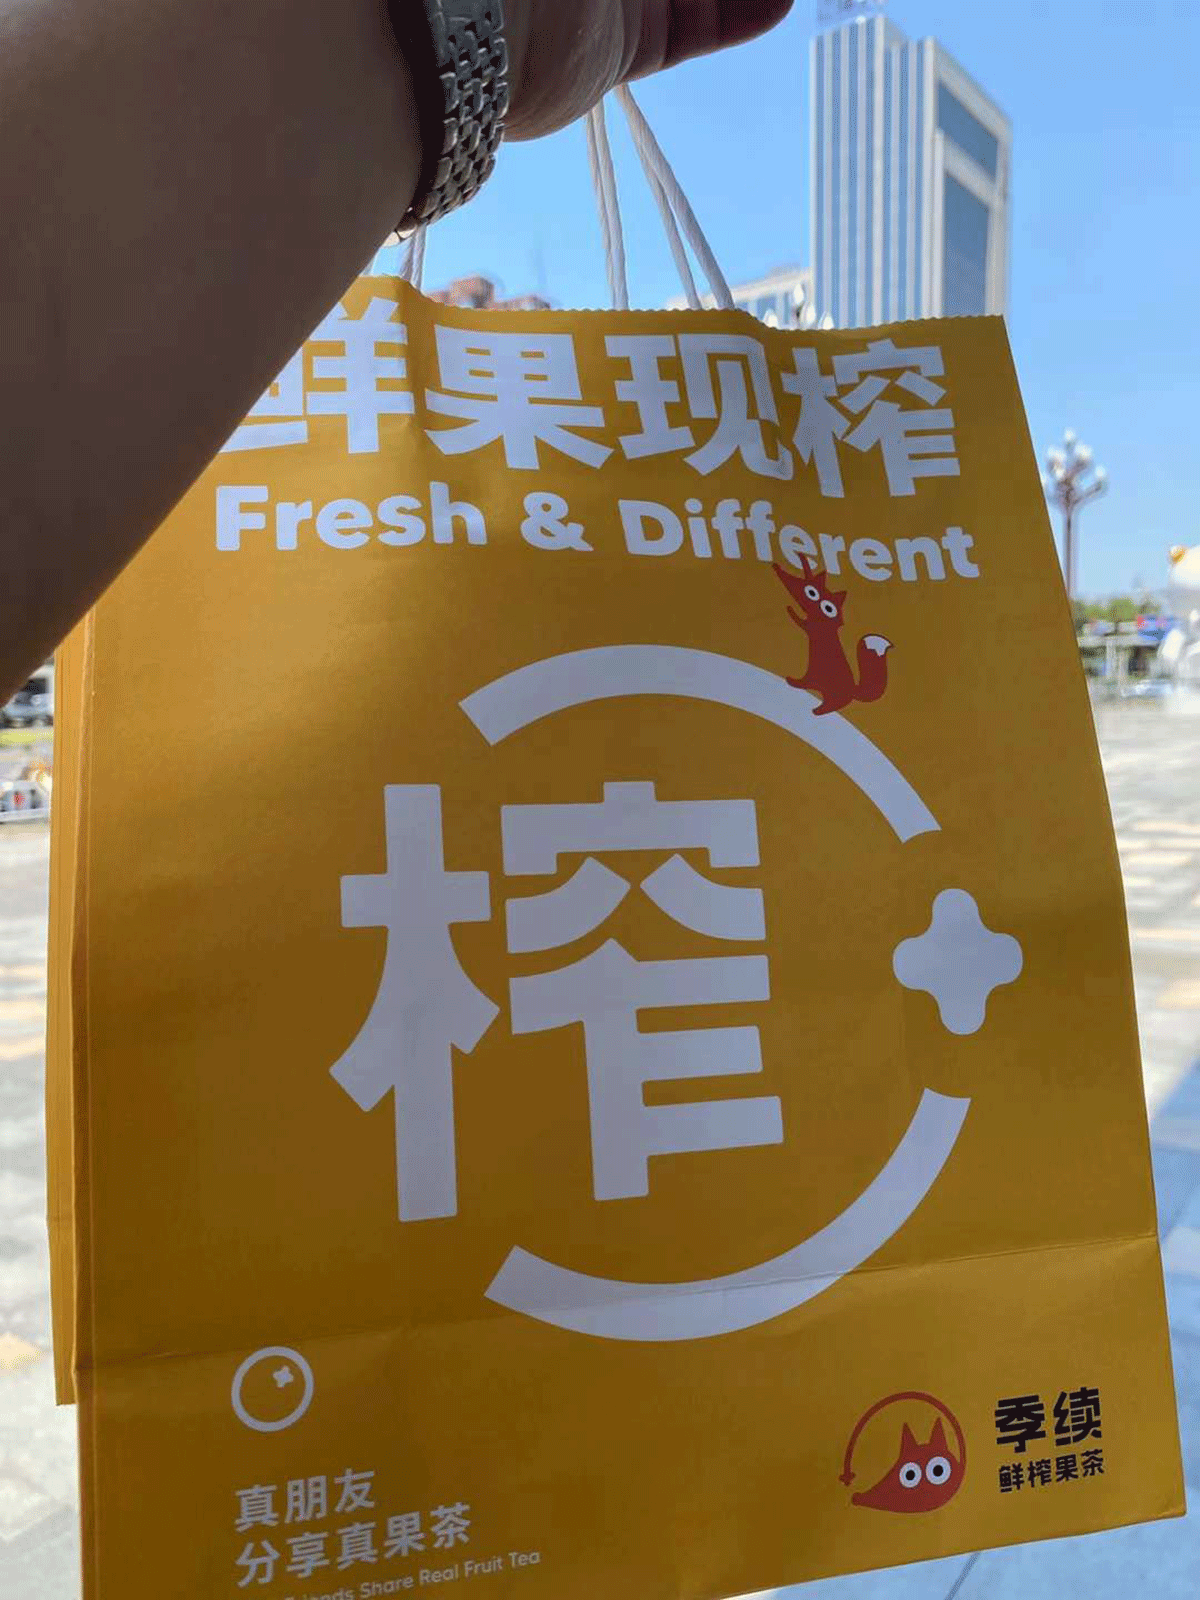 鲜果现榨
Fresh & Different
榨
季续
鲜榨果茶
真朋友
分享真果茶
Friends Share Real Fruit Tea